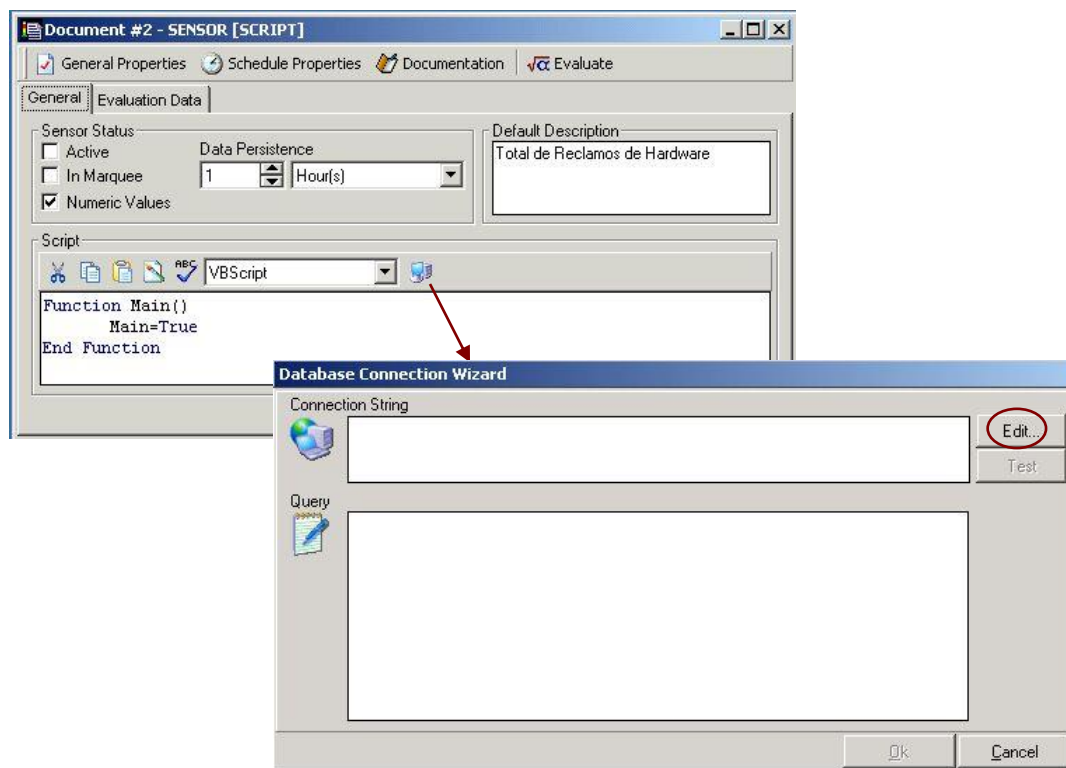 Document #2 - SENSOR [SCRIPT]
General Properties Schedule Properties Documentation √α Evaluate
General Evaluation Data
Sensor Status
Active
In Marquee
Numeric Values
Data Persistence
1 Hour(s)
Default Description
Total de Reclamos de Hardware
Script
ABC VBScript
Function Main()
Main=True
End Function
Database Connection Wizard
Connection String
Edit...
Test
Query
Ok Cancel